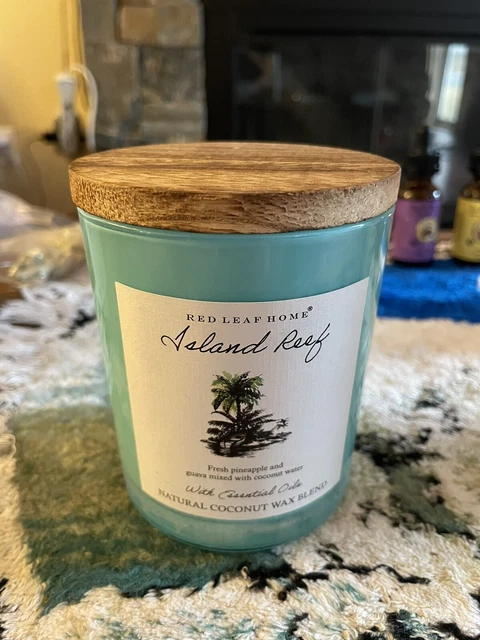 RED LEAF HOME®
Island Reef
Fresh pineapple and
guava mixed with coconut water
With Essential Oils
NATURAL COCONUT WAX BLEND